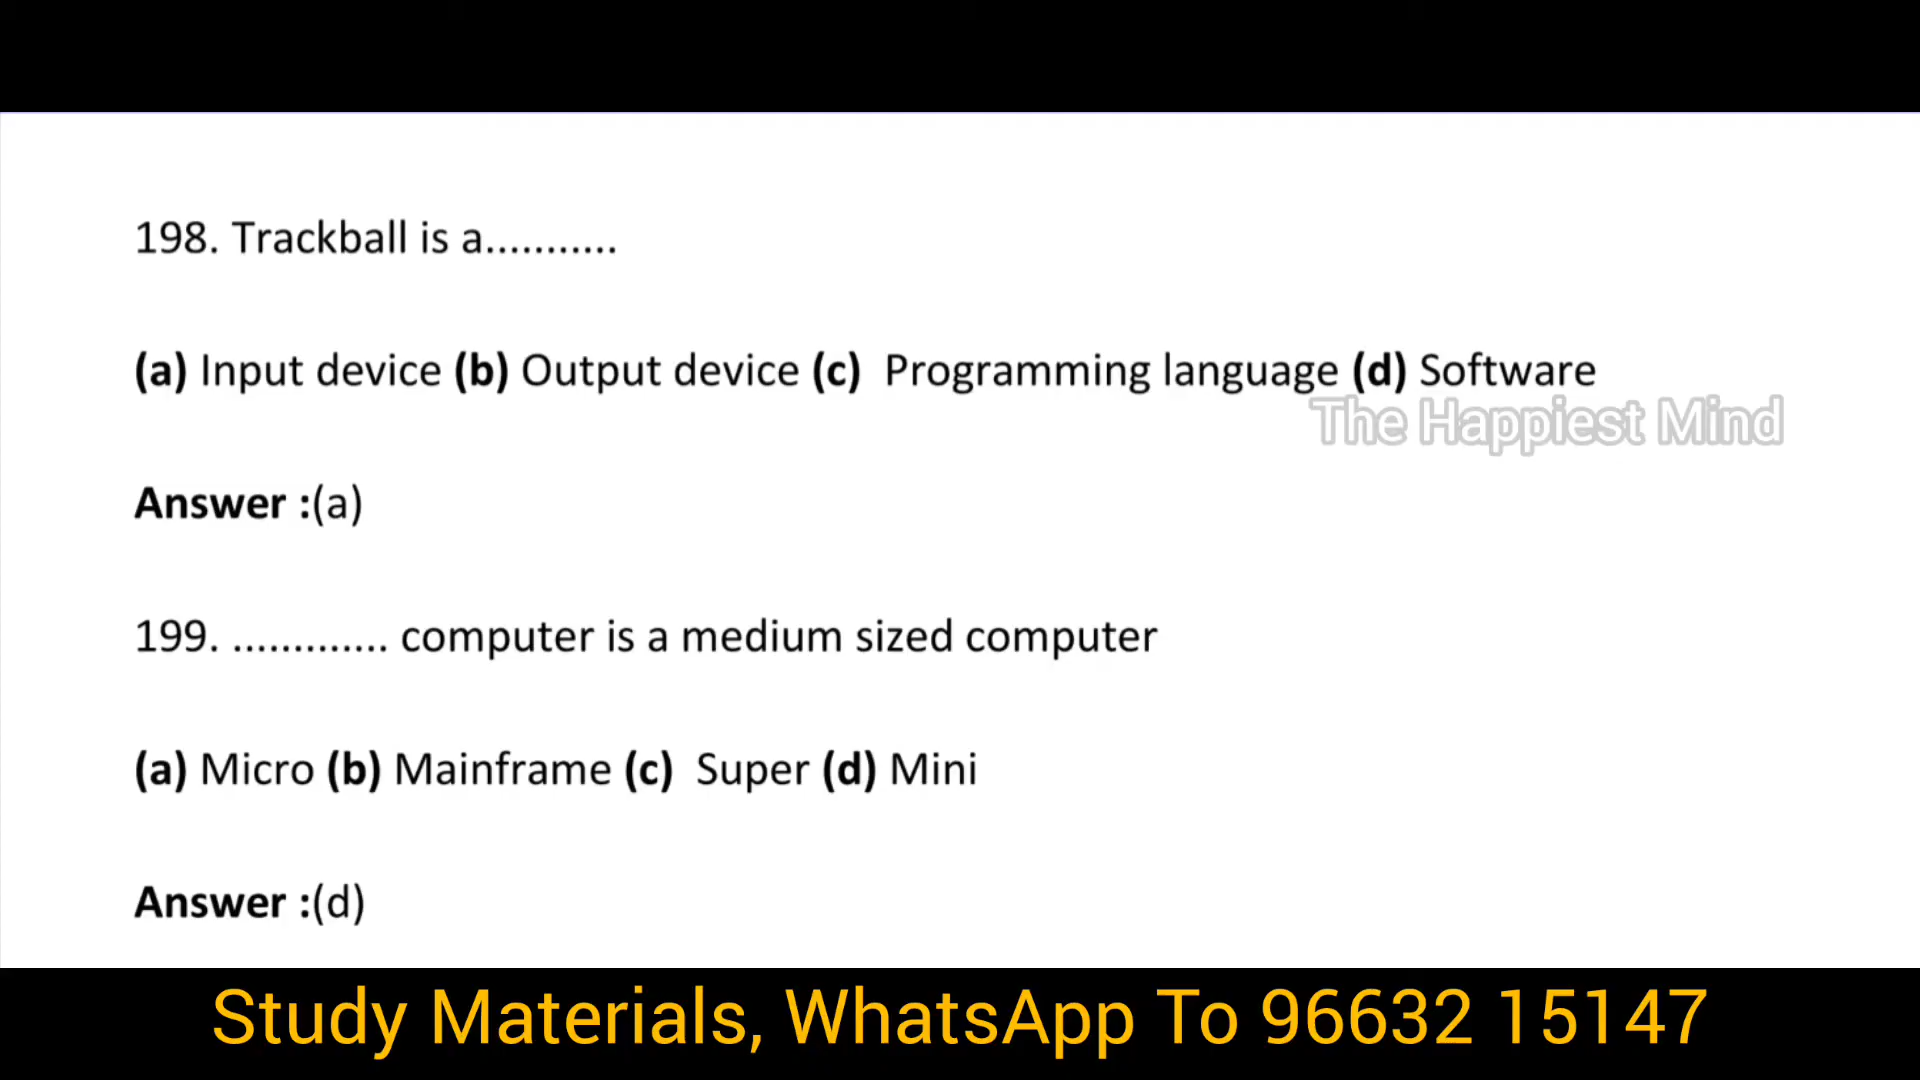 198. Trackball is a...........
(a) Input device (b) Output device (c) Programming language (d) Software
The Happiest Mind
Answer :(a)
199. ............. computer is a medium sized computer
(a) Micro (b) Mainframe (c) Super (d) Mini
Answer :(d)
Study Materials, WhatsApp To 96632 15147